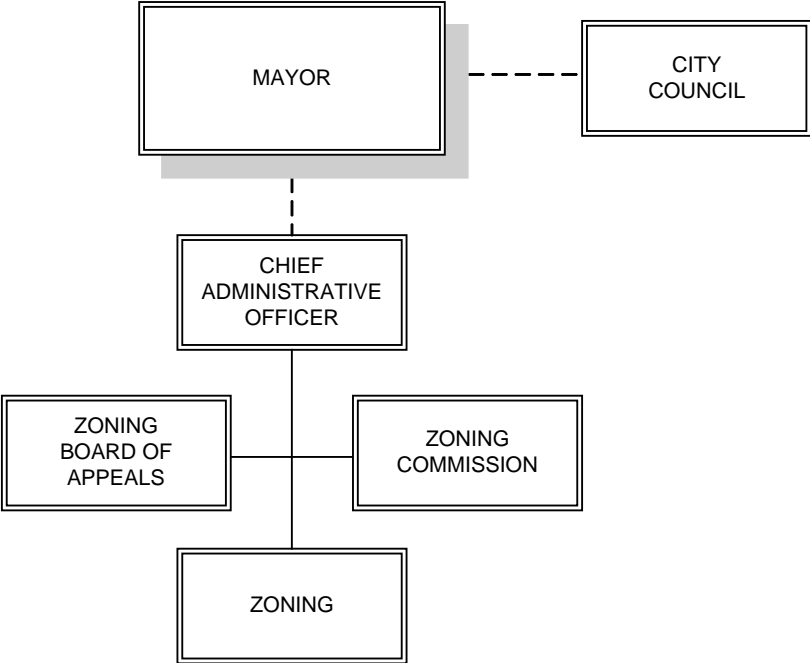 MAYOR
CITY
COUNCIL
CHIEF
ADMINISTRATIVE
OFFICER
ZONING
BOARD OF
APPEALS
ZONING
COMMISSION
ZONING